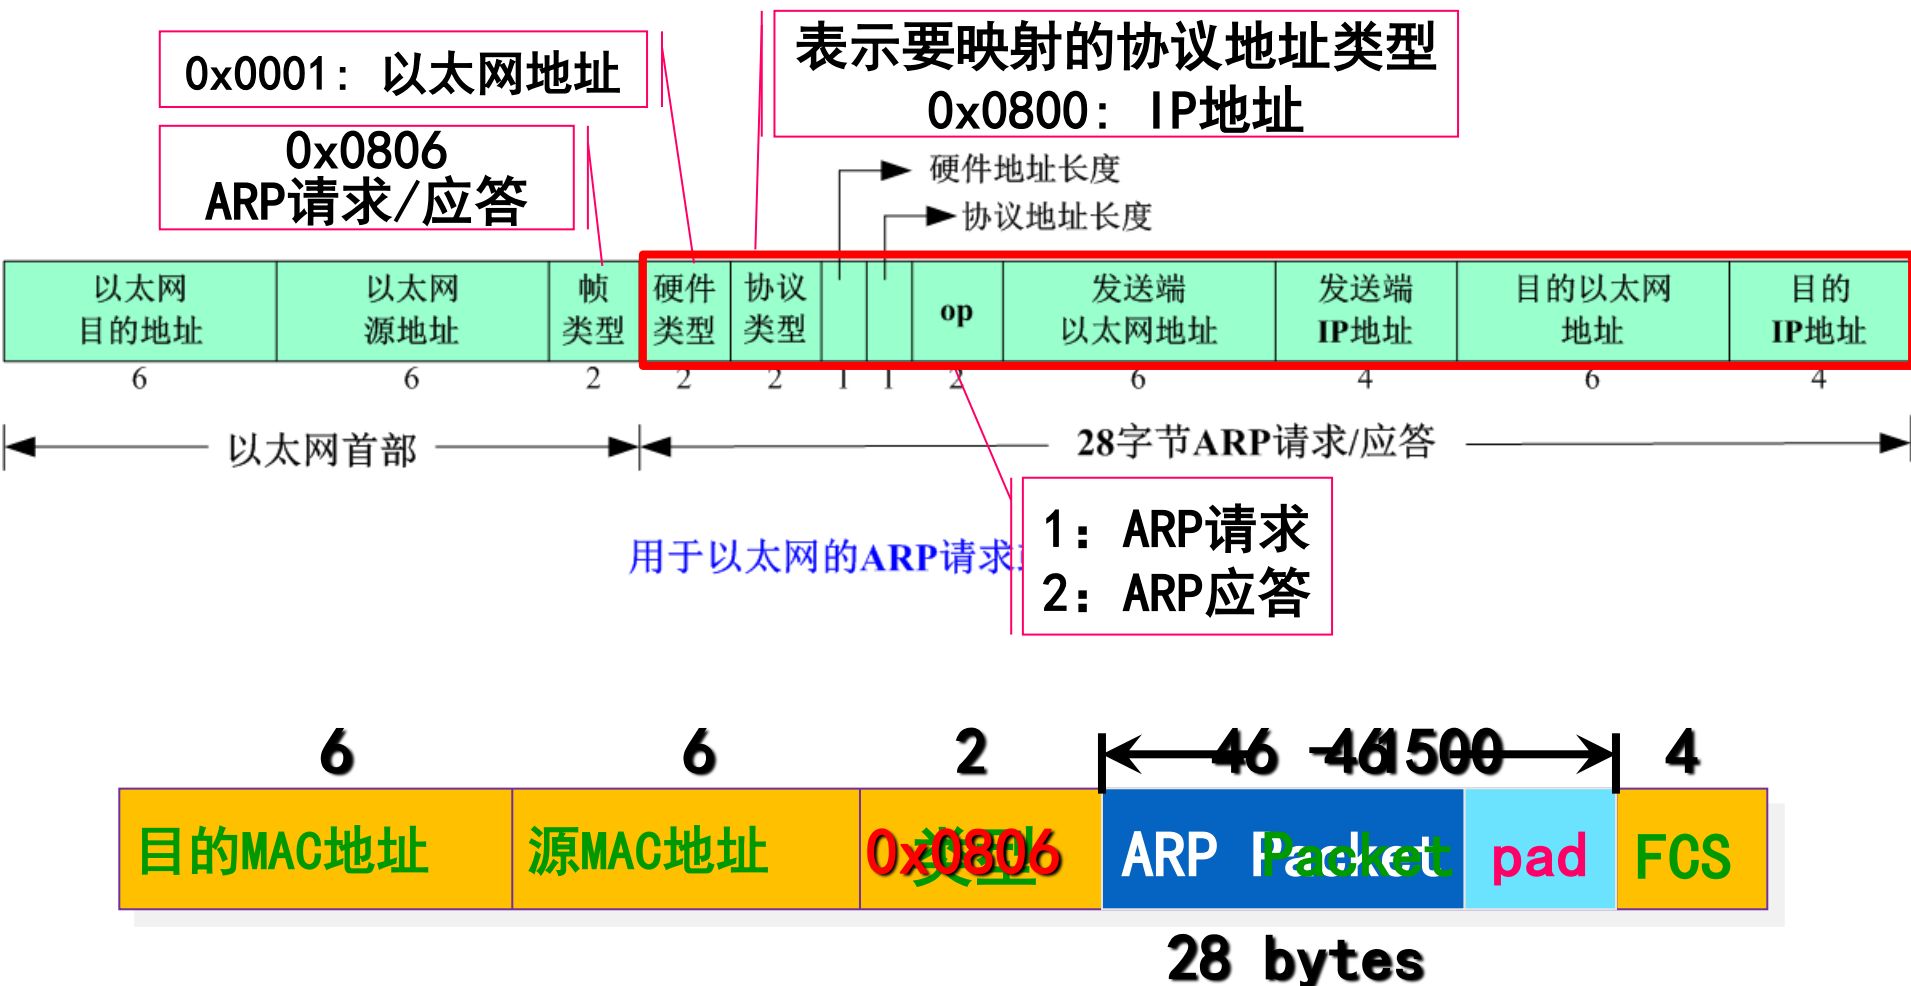 表示要映射的协议地址类型
0x0800: IP地址
0x0001: 以太网地址
0x0806
ARP请求/应答
硬件地址长度
协议地址长度
以太网 以太网 帧 硬件 协议 发送端 发送端 目的以太网 目的
目的地址 源地址 类型 类型 类型 op 以太网地址 IP地址 地址 IP地址
6 6 2 2 2 1 1 2 6 4 6 4
以太网首部 28字节ARP请求/应答
1: ARP请求
用于以太网的ARP请求
2: ARP应答
6 6 2 46 -1500 46 4
目的MAC地址 源MAC地址 类型 0x0806 ARP Packet Packet pad FCS
28 bytes